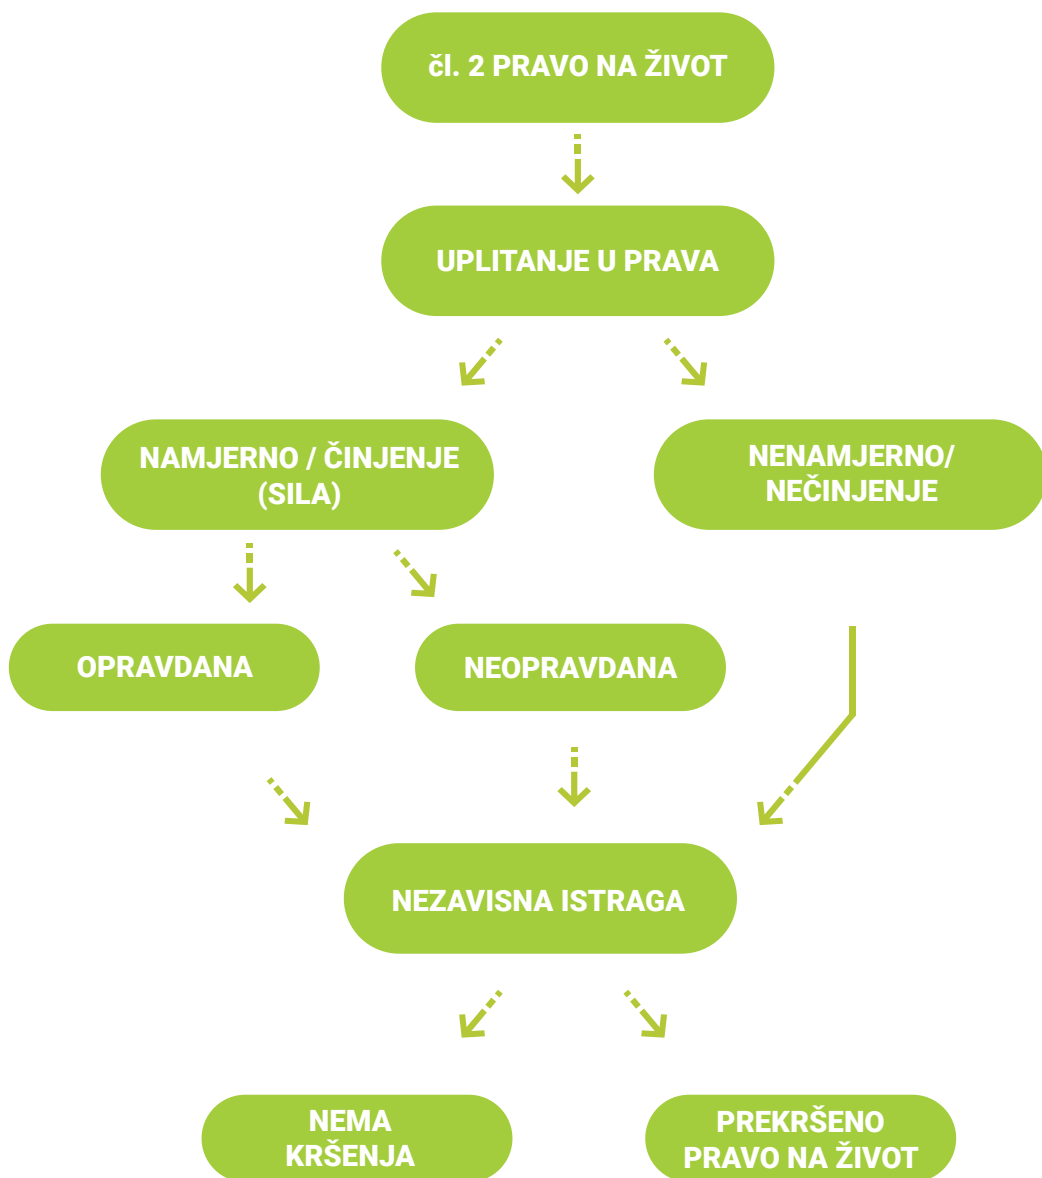 čl. 2 PRAVO NA ŽIVOT
UPLITANJE U PRAVA
NAMJERNO / ČINJENJE
(SILA)
NENAMJERNO/
NEČINJENJE
OPRAVDANA
NEOPRAVDANA
NEZAVISNA ISTRAGA
NEMA
KRŠENJA
PREKRŠENO
PRAVO NA ŽIVOT